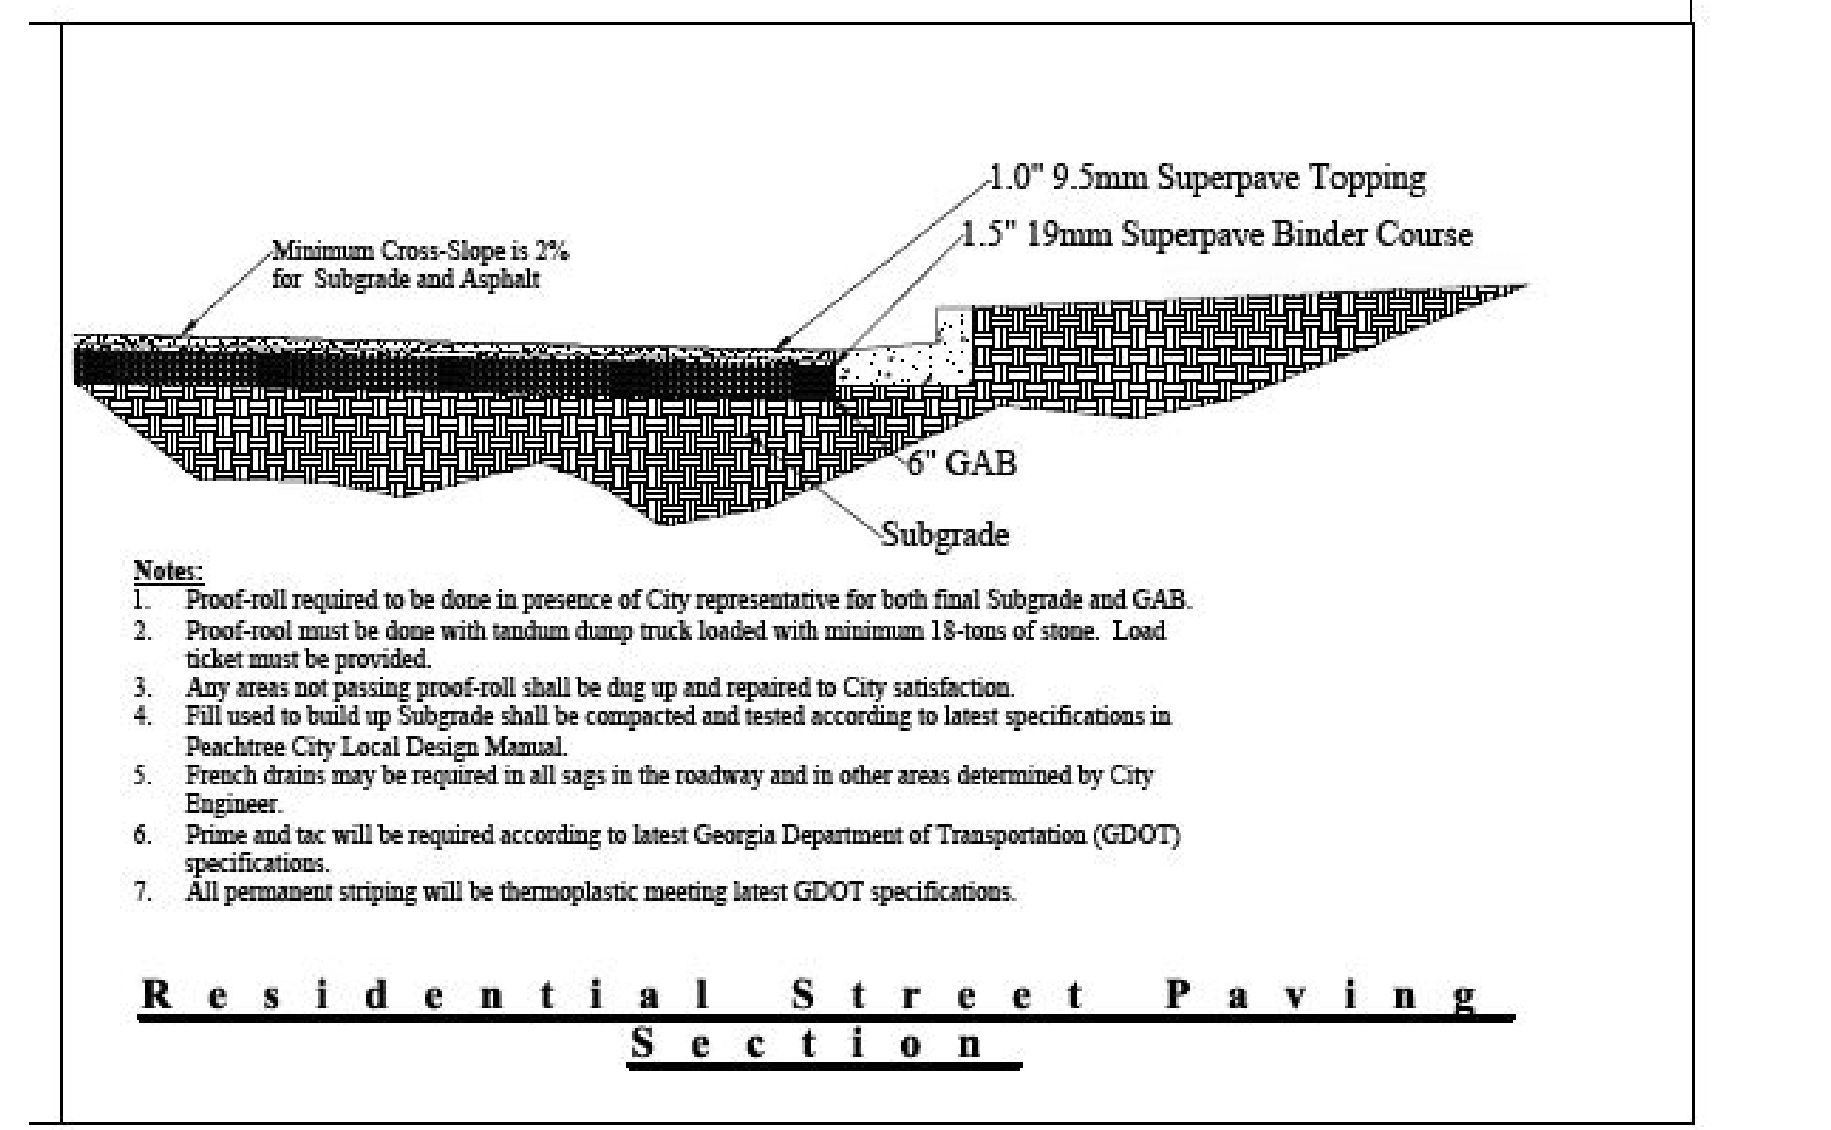 1.0" 9.5mm Superpave Topping
1.5" 19mm Superpave Binder Course
Minimum Cross-Slope is 2%
for Subgrade and Asphalt
6" GAB
Subgrade
Notes:
1. Proof-roll required to be done in presence of City representative for both final Subgrade and GAB.
2. Proof-rool must be done with tandum dump truck loaded with minimum 18-tons of stone. Load
ticket must be provided.
3. Any areas not passing proof-roll shall be dug up and repaired to City satisfaction.
4. Fill used to build up Subgrade shall be compacted and tested according to latest specifications in
Peachtree City Local Design Manual.
5. French drains may be required in all sags in the roadway and in other areas determined by City
Engineer.
6. Prime and tac will be required according to latest Georgia Department of Transportation (GDOT)
specifications.
7. All permanent striping will be thermoplastic meeting latest GDOT specifications.
Residential Street Paving
Section